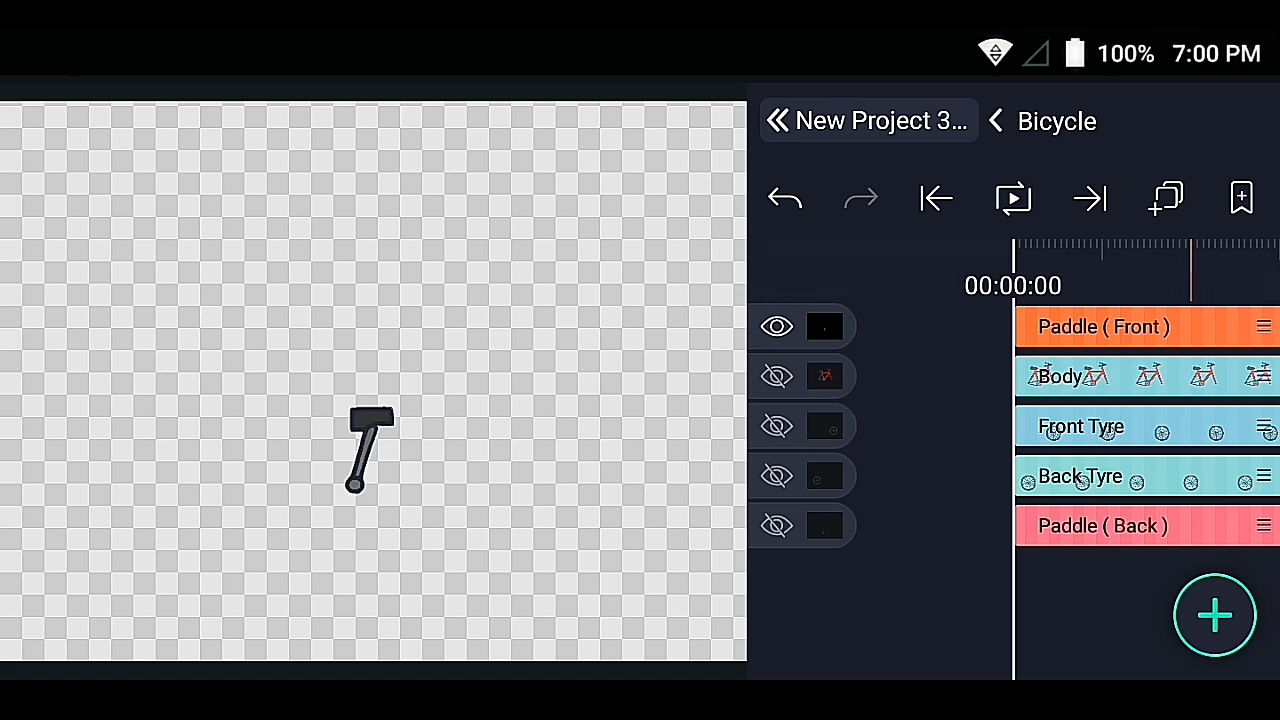 100% 7:00 PM
New Project 3... Bicycle
00:00:00
Paddle ( Front )
Body
Front Tyre
Back Tyre
Paddle ( Back )